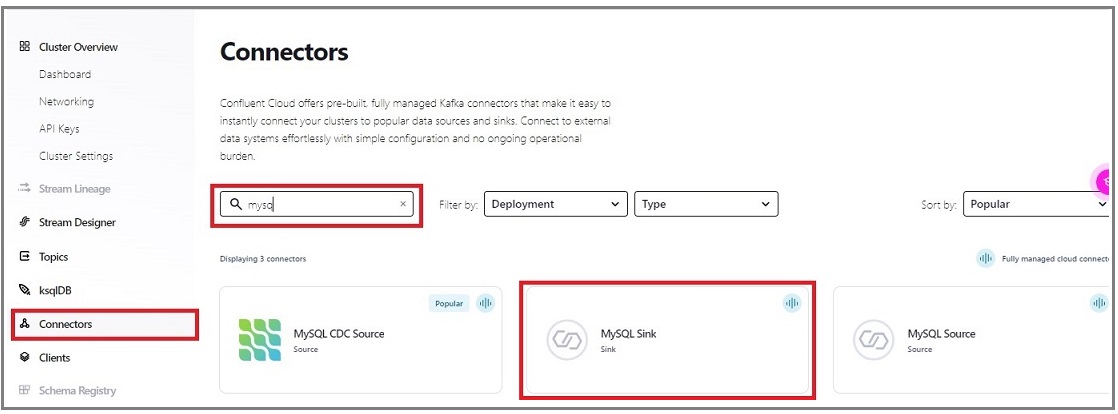 Cluster Overview
Dashboard
Networking
API Keys
Cluster Settings
Stream Lineage
Stream Designer
Topics
ksqlDB
Connectors
Clients
Schema Registry
Connectors
Confluent Cloud offers pre-built, fully managed Kafka connectors that make it easy to
instantly connect your clusters to popular data sources and sinks. Connect to external
data systems effortlessly with simple configuration and no ongoing operational
burden.
mysq
Filter by: Deployment Type
Sort by: Popular
Displaying 3 connectors
Fully managed cloud connecto
Popular
MySQL CDC Source
Source
MySQL Sink
Sink
MySQL Source
Source